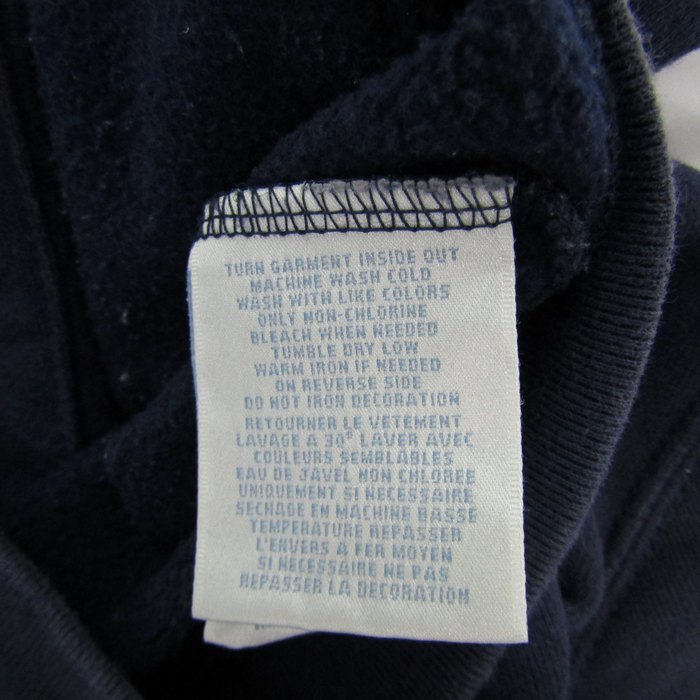 TURN GARMENT INSIDE OUT
MACHINE WASH COLD
WASH WITH LIKE COLORS
ONLY NON-CHLORINE
BLEACH WHEN NEEDED
TUMBLE DRY LOW
WARM IRON IF NEEDED
ON REVERSE SIDE
DO NOT IRON DECORATION
RETOURNER LE VETEMENT
LAVAGE A 30° LAVER AVEC
COULEURS SEMBLABLES
EAU DE JAVEL NON CHLOREE
UNIQUEMENT SI NECESSAIRE
SECHAGE EN MACHINE BASSE
TEMPERATURE REPASSER
L'ENVERS A FER MOYEN
SI NECESSAIRE NE PAS
REPASSER LA DECORATION